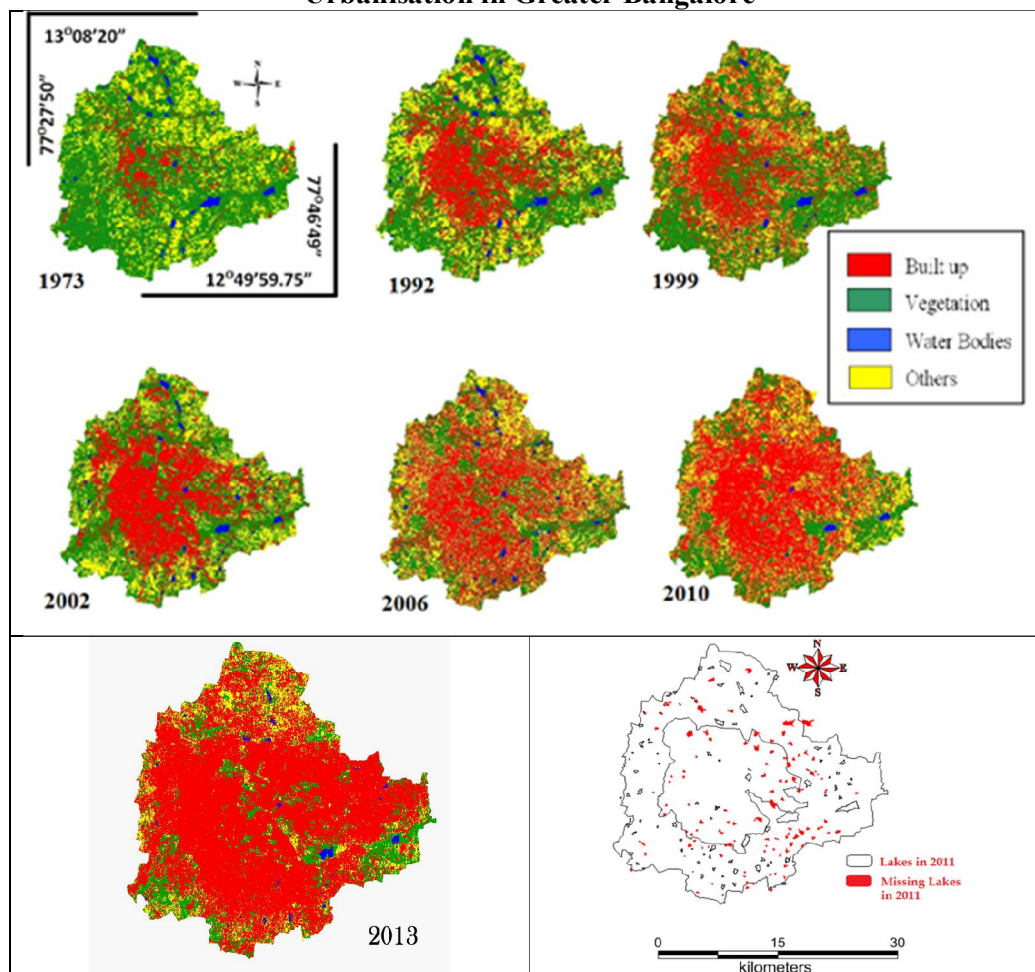 Urbanisation in Greater Bangalore
13°08'20"
77°27'50"
N
W E
S
77°46'49"
12°49'59.75"
1973
1992
1999
Built up
Vegetation
Water Bodies
Others
2002
2006
2010
2013
N
W E
S
Lakes in 2011
Missing Lakes
in 2011
0 15 30
kilometers